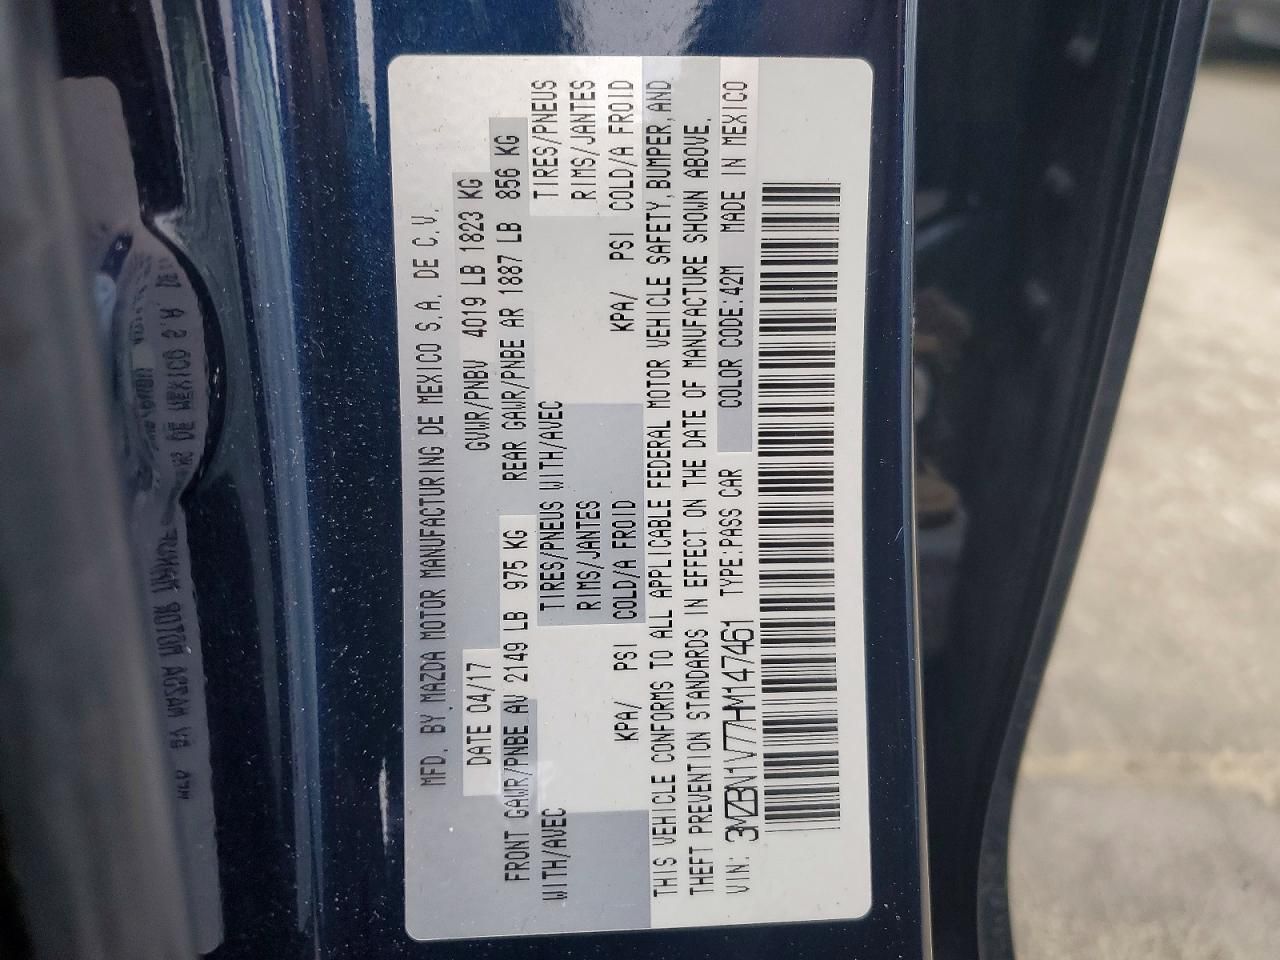 MFD. BY MAZDA MOTOR MANUFACTURING DE MEXICO S.A. DE C.V.
DATE 04/17 GVWR/PNBV 4019 LB 1823 KG
FRONT GAWR/PNBE AV 2149 LB 975 KG REAR GAWR/PNBE AR 1887 LB 856 KG
WITH/AVEC TIRES/PNEUS WITH/AVEC TIRES/PNEUS
RIMS/JANTES RIMS/JANTES
KPA/ PSI COLD/A FROID KPA/ PSI COLD/A FROID
THIS VEHICLE CONFORMS TO ALL APPLICABLE FEDERAL MOTOR VEHICLE SAFETY, BUMPER, AND
THEFT PREVENTION STANDARDS IN EFFECT ON THE DATE OF MANUFACTURE SHOWN ABOVE.
VIN: 3MZBN1V77HM147461 TYPE:PASS CAR COLOR CODE:42M MADE IN MEXICO